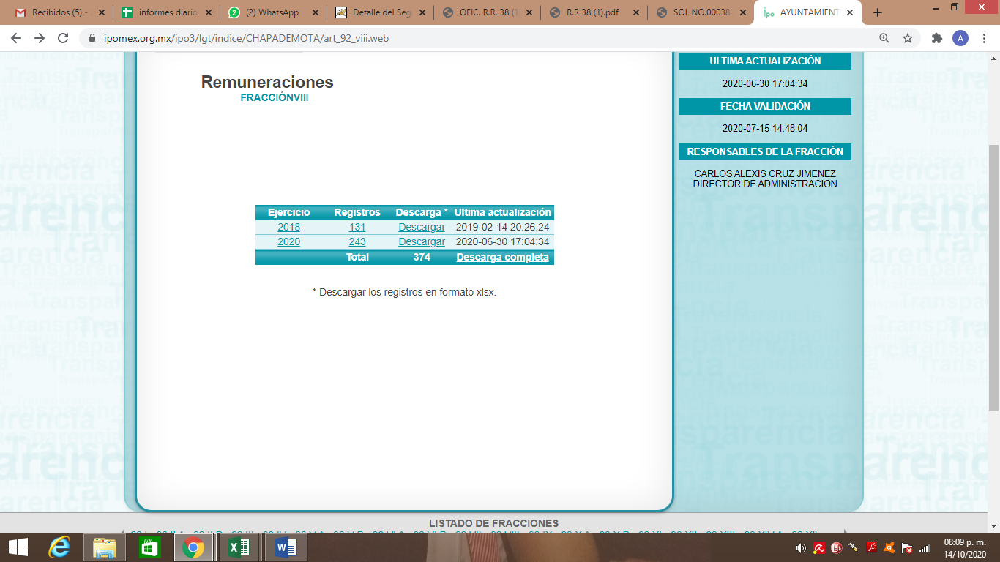 Recibidos (5) -
informes diario
(2) WhatsApp
Detalle del Seg
OFIC. R.R. 38 (1
R.R 38 (1).pdf
SOL NO.00038
ipo AYUNTAMIENT
ipomex.org.mx/ipo3/lgt/indice/CHAPADEMOTA/art_92_viii.web
A
Remuneraciones
FRACCIÓNVIII
ULTIMA ACTUALIZACIÓN
2020-06-30 17:04:34
FECHA VALIDACIÓN
2020-07-15 14:48:04
RESPONSABLES DE LA FRACCIÓN
CARLOS ALEXIS CRUZ JIMENEZ
DIRECTOR DE ADMINISTRACION
Ejercicio Registros Descarga * Ultima actualización
2018 131 Descargar 2019-02-14 20:26:24
2020 243 Descargar 2020-06-30 17:04:34
Total 374 Descarga completa
* Descargar los registros en formato xlsx.
LISTADO DE FRACCIONES
08:09 p. m.
14/10/2020